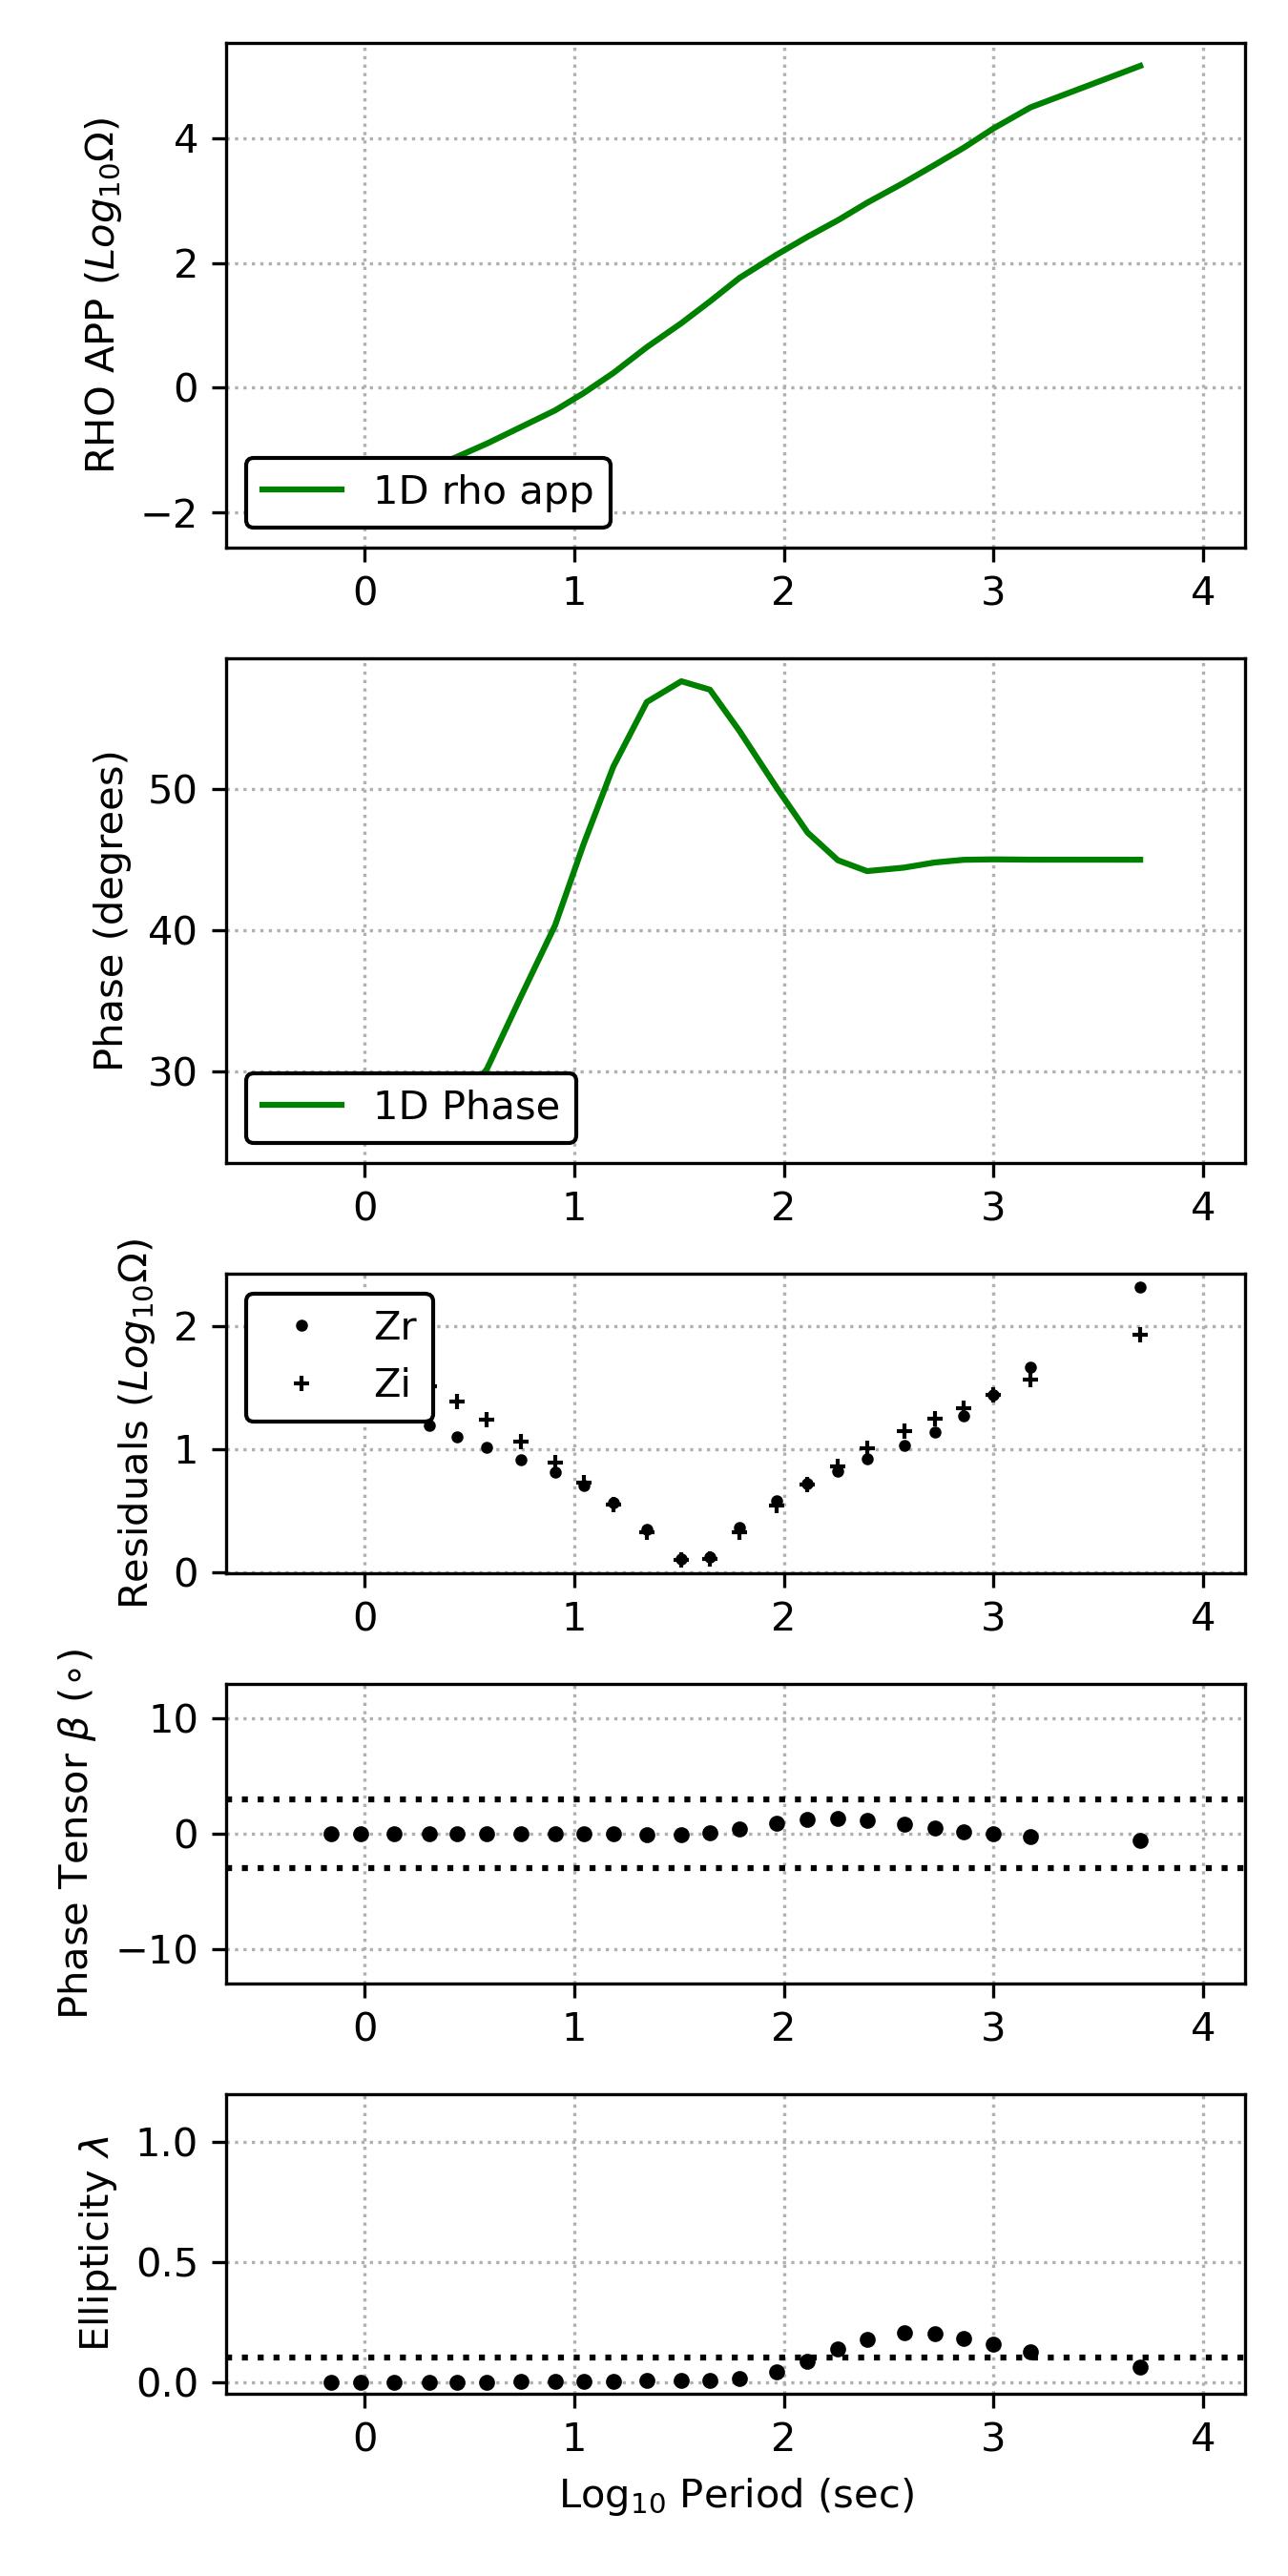 RHO APP (Log₁₀Ω)
4
2
0
−2
1D rho app
0 1 2 3 4
Phase (degrees)
50
40
30
1D Phase
0 1 2 3 4
Residuals (Log₁₀Ω)
2
1
0
Zr
Zi
0 1 2 3 4
Phase Tensor β (∘)
10
0
−10
0 1 2 3 4
Ellipticity λ
1.0
0.5
0.0
0 1 2 3 4
Log₁₀ Period (sec)